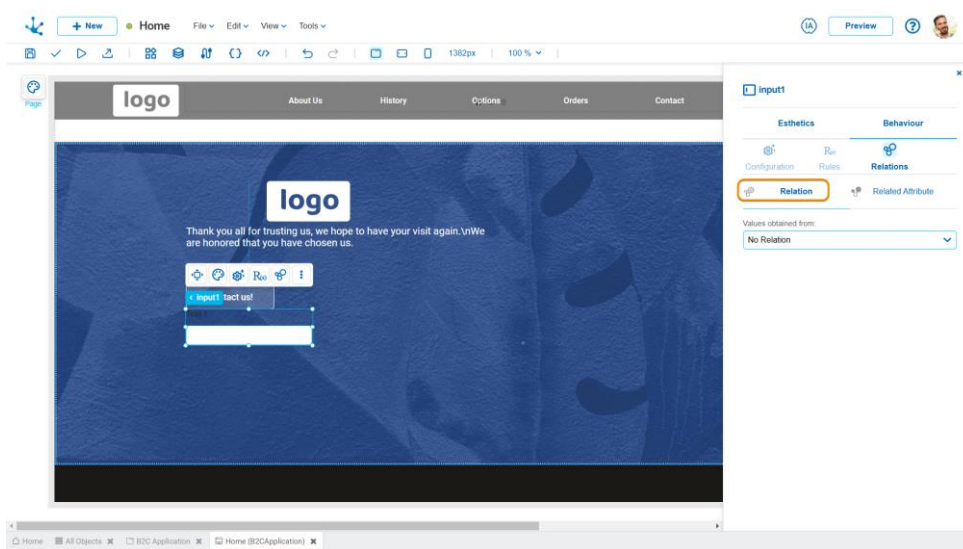 + New Home File Edit View Tools IA Preview ?
1382px 100 %
Page
logo About Us History Options Orders Contact
logo
Thank you all for trusting us, we hope to have your visit again.\nWe
are honored that you have chosen us.
input1 tact us!
input1
Esthetics Behaviour
Configuration Rules Relations
Relation Related Attribute
Values obtained from:
No Relation
Home All Objects B2C Application Home (B2CApplication)